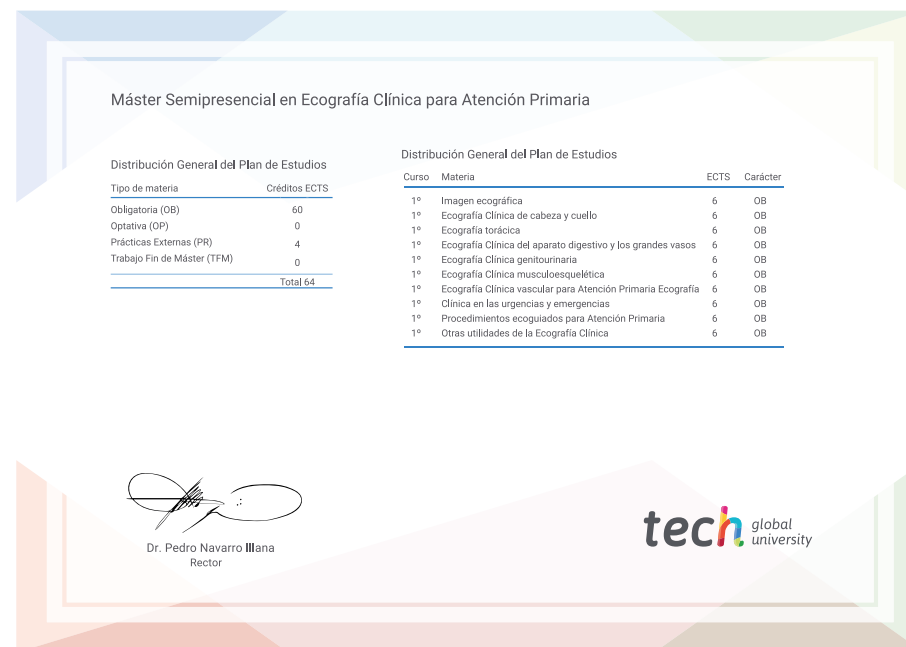 Máster Semipresencial en Ecografía Clínica para Atención Primaria
Distribución General del Plan de Estudios
Tipo de materia Créditos ECTS
Obligatoria (OB) 60
Optativa (OP) 0
Prácticas Externas (PR) 4
Trabajo Fin de Máster (TFM) 0
Total 64
Distribución General del Plan de Estudios
Curso Materia ECTS Carácter
1º Imagen ecográfica 6 OB
1º Ecografía Clínica de cabeza y cuello 6 OB
1º Ecografía torácica 6 OB
1º Ecografía Clínica del aparato digestivo y los grandes vasos 6 OB
1º Ecografía Clínica genitourinaria 6 OB
1º Ecografía Clínica musculoesquelética 6 OB
1º Ecografía Clínica vascular para Atención Primaria Ecografía 6 OB
1º Clínica en las urgencias y emergencias 6 OB
1º Procedimientos ecoguiados para Atención Primaria 6 OB
1º Otras utilidades de la Ecografía Clínica 6 OB
Dr. Pedro Navarro Illana
Rector
tech global
university